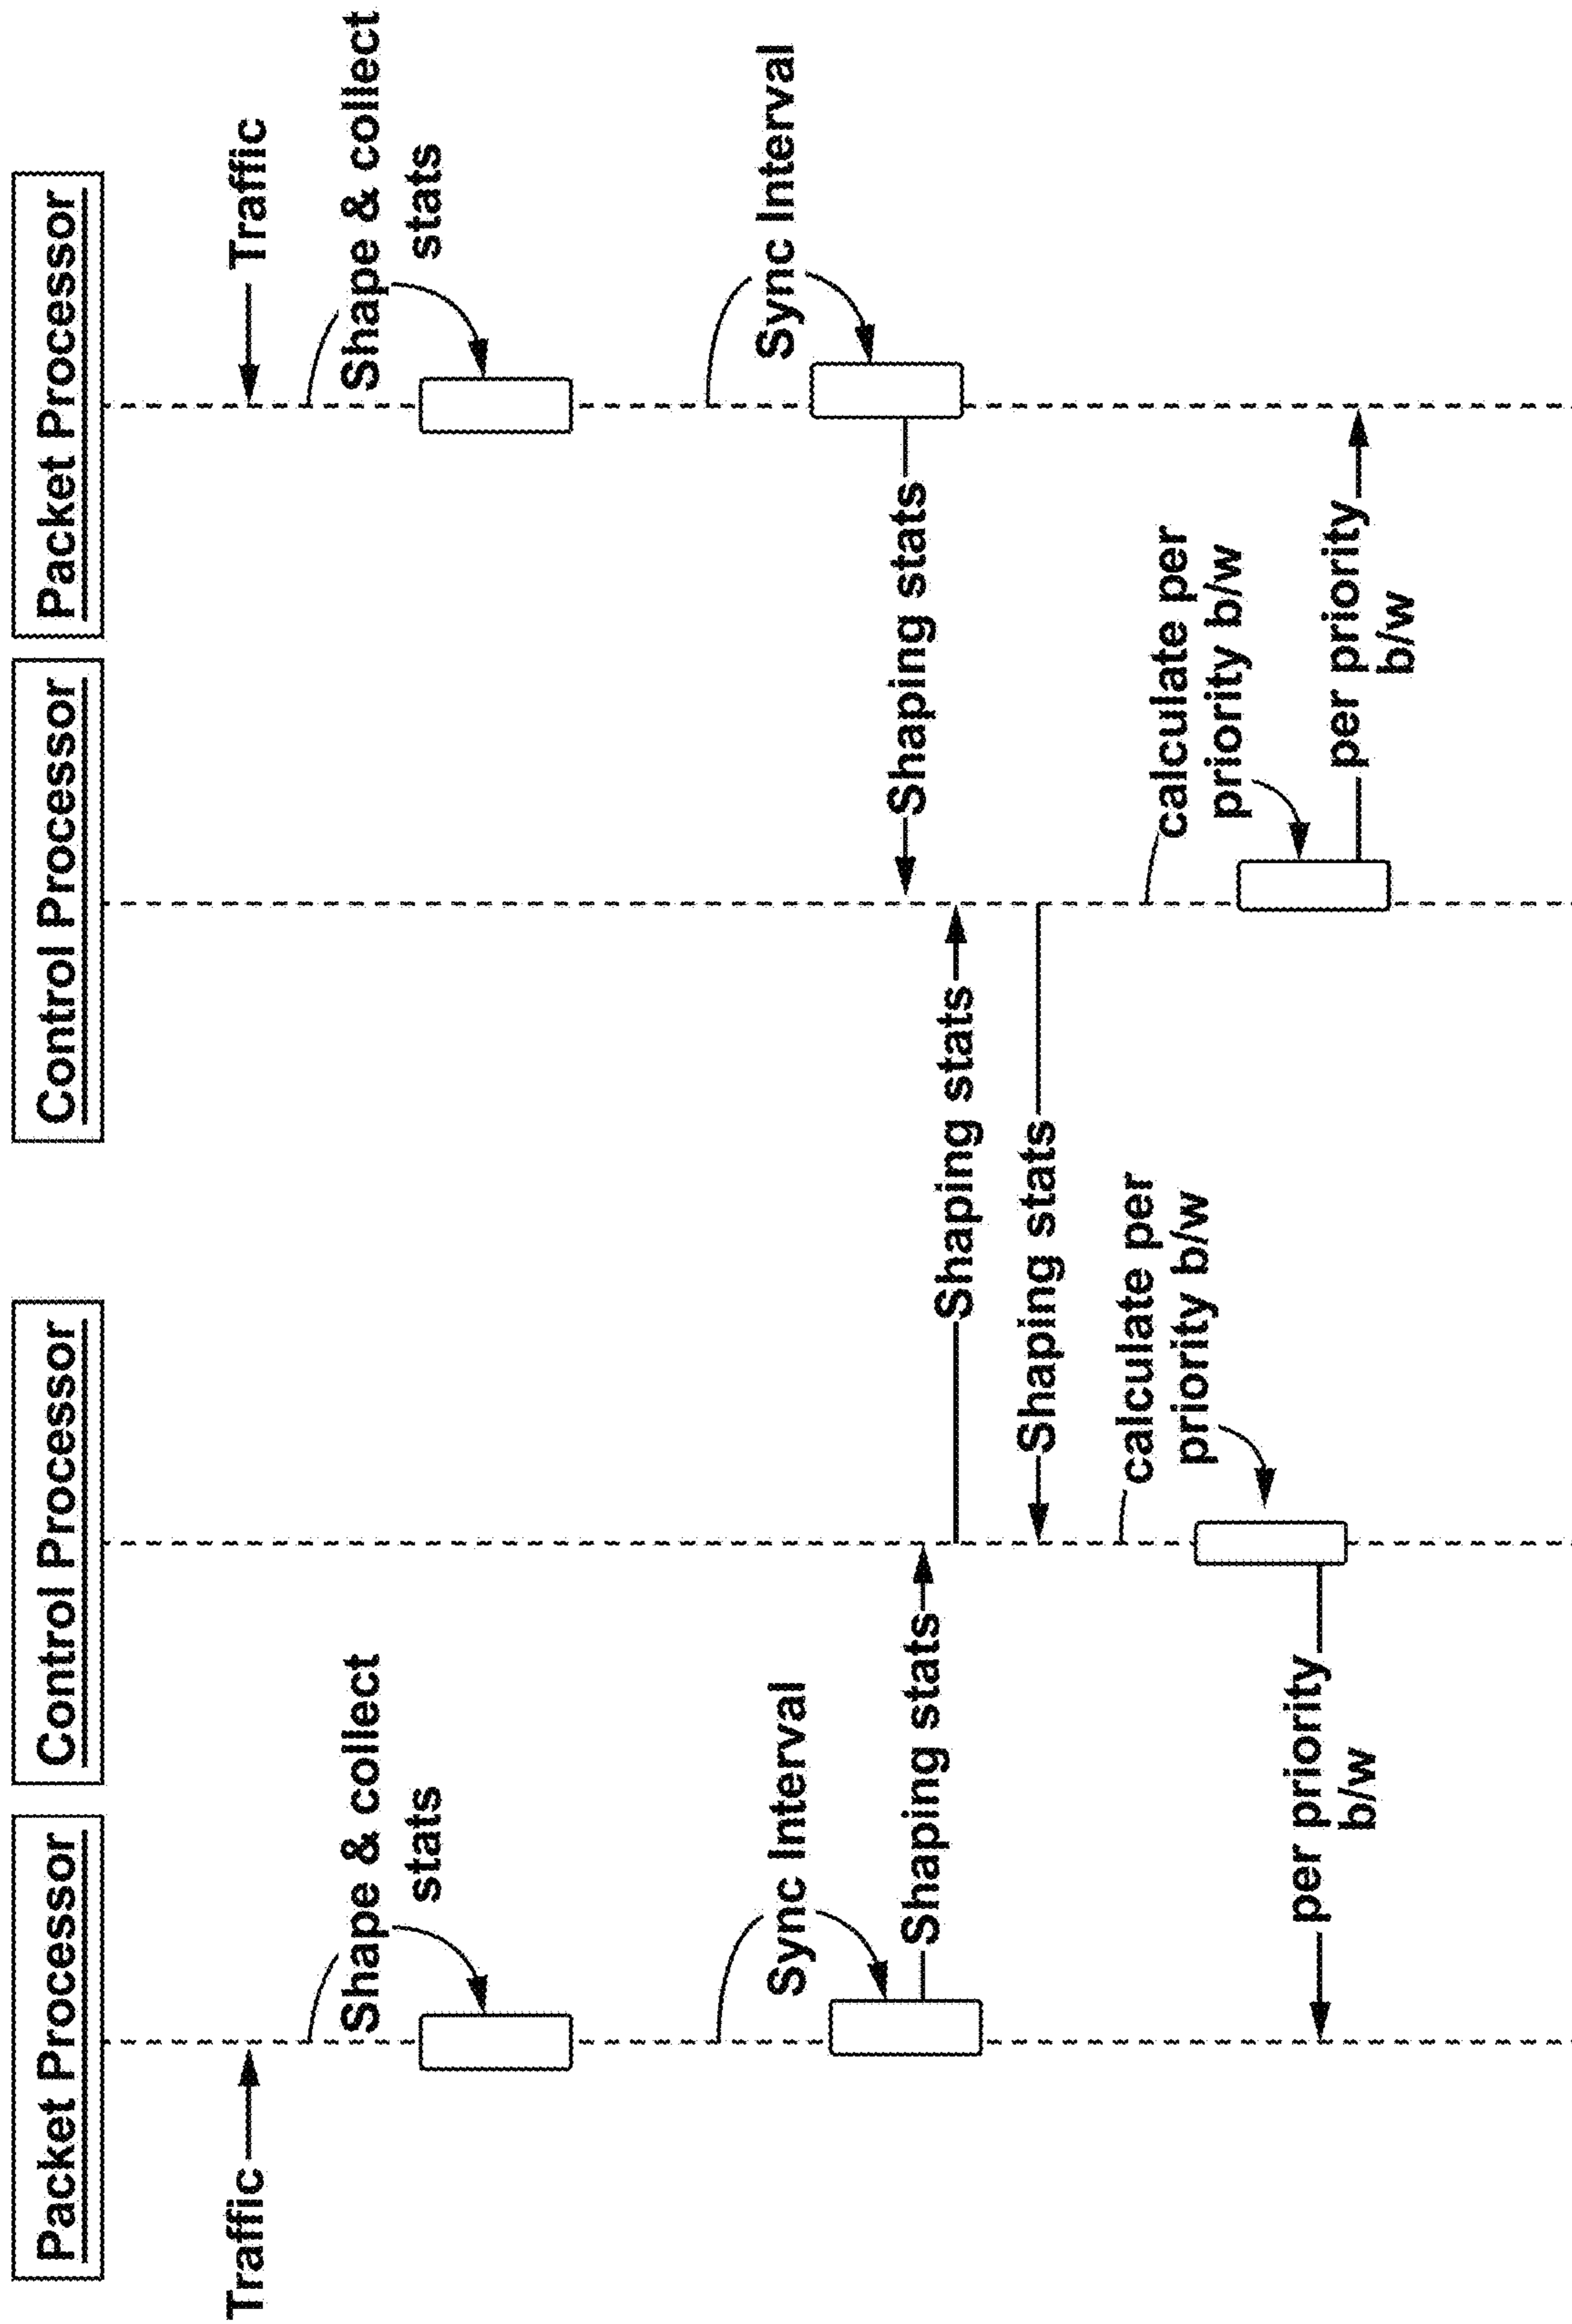 Packet Processor
Control Processor
Control Processor
Packet Processor
Traffic
Traffic
Shape & collect
stats
Shape & collect
stats
Sync Interval
Sync Interval
Shaping stats
Shaping stats
Shaping stats
Shaping stats
calculate per
priority b/w
calculate per
priority b/w
per priority
b/w
per priority
b/w